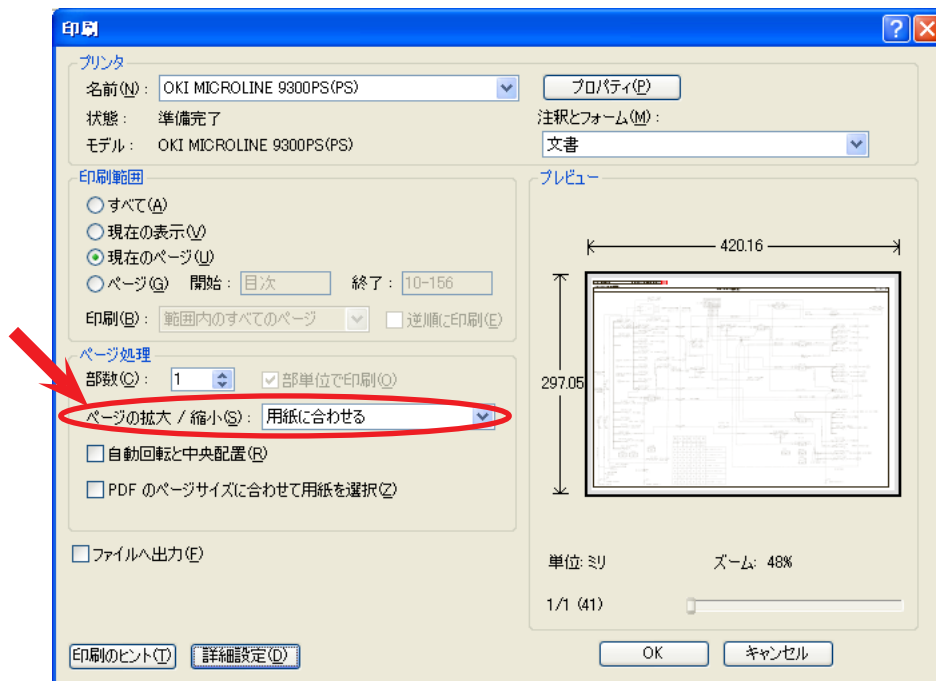 印刷
プリンタ
名前(N): OKI MICROLINE 9300PS(PS) プロパティ(P)
状態: 準備完了 注釈とフォーム(M):
モデル: OKI MICROLINE 9300PS(PS) 文書
印刷範囲
すべて(A)
現在の表示(V)
現在のページ(U)
ページ(G) 開始: 目次 終了: 10-156
印刷(B): 範囲内のすべてのページ 逆順に印刷(E)
ページ処理
部数(C): 1 部単位で印刷(O)
ページの拡大 / 縮小(S): 用紙に合わせる
自動回転と中央配置(R)
PDF のページサイズに合わせて用紙を選択(Z)
ファイルへ出力(F)
プレビュー
420.16
297.05
単位: ミリ ズーム: 48%
1/1 (41)
印刷のヒント(T) 詳細設定(D) OK キャンセル